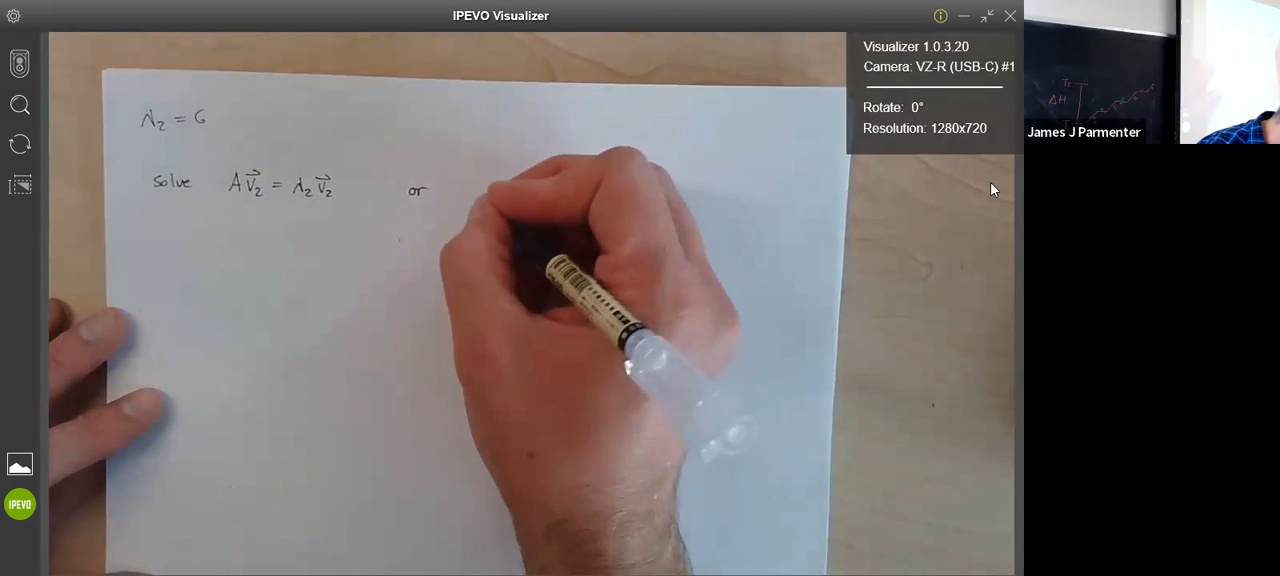 IPEVO Visualizer
Visualizer 1.0.3.20
Camera: VZ-R (USB-C) #1
Rotate: 0°
Resolution: 1280x720
James J Parmenter
ΔH
λ₂ = 6
solve A v⃗₂ = λ₂ v⃗₂ or
IPEVO